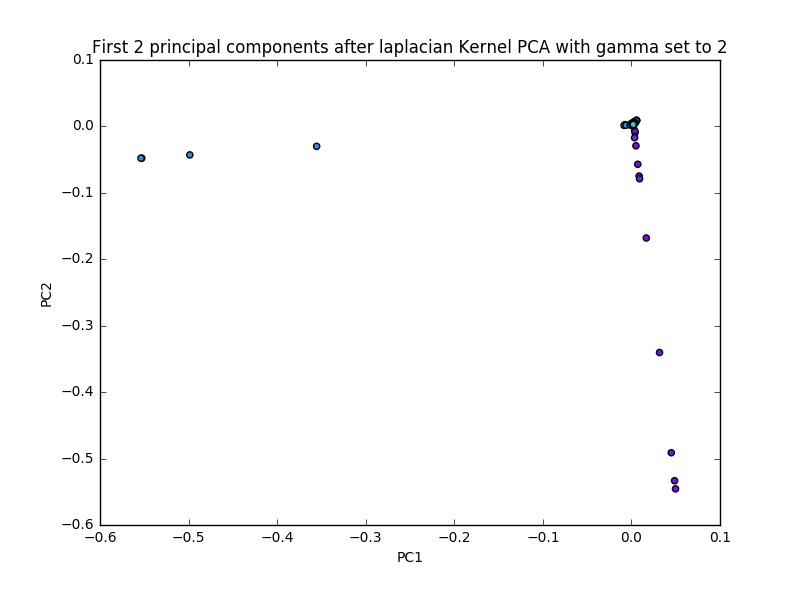 First 2 principal components after laplacian Kernel PCA with gamma set to 2
0.1
0.0
−0.1
−0.2
−0.3
−0.4
−0.5
−0.6
PC2
−0.6 −0.5 −0.4 −0.3 −0.2 −0.1 0.0 0.1
PC1